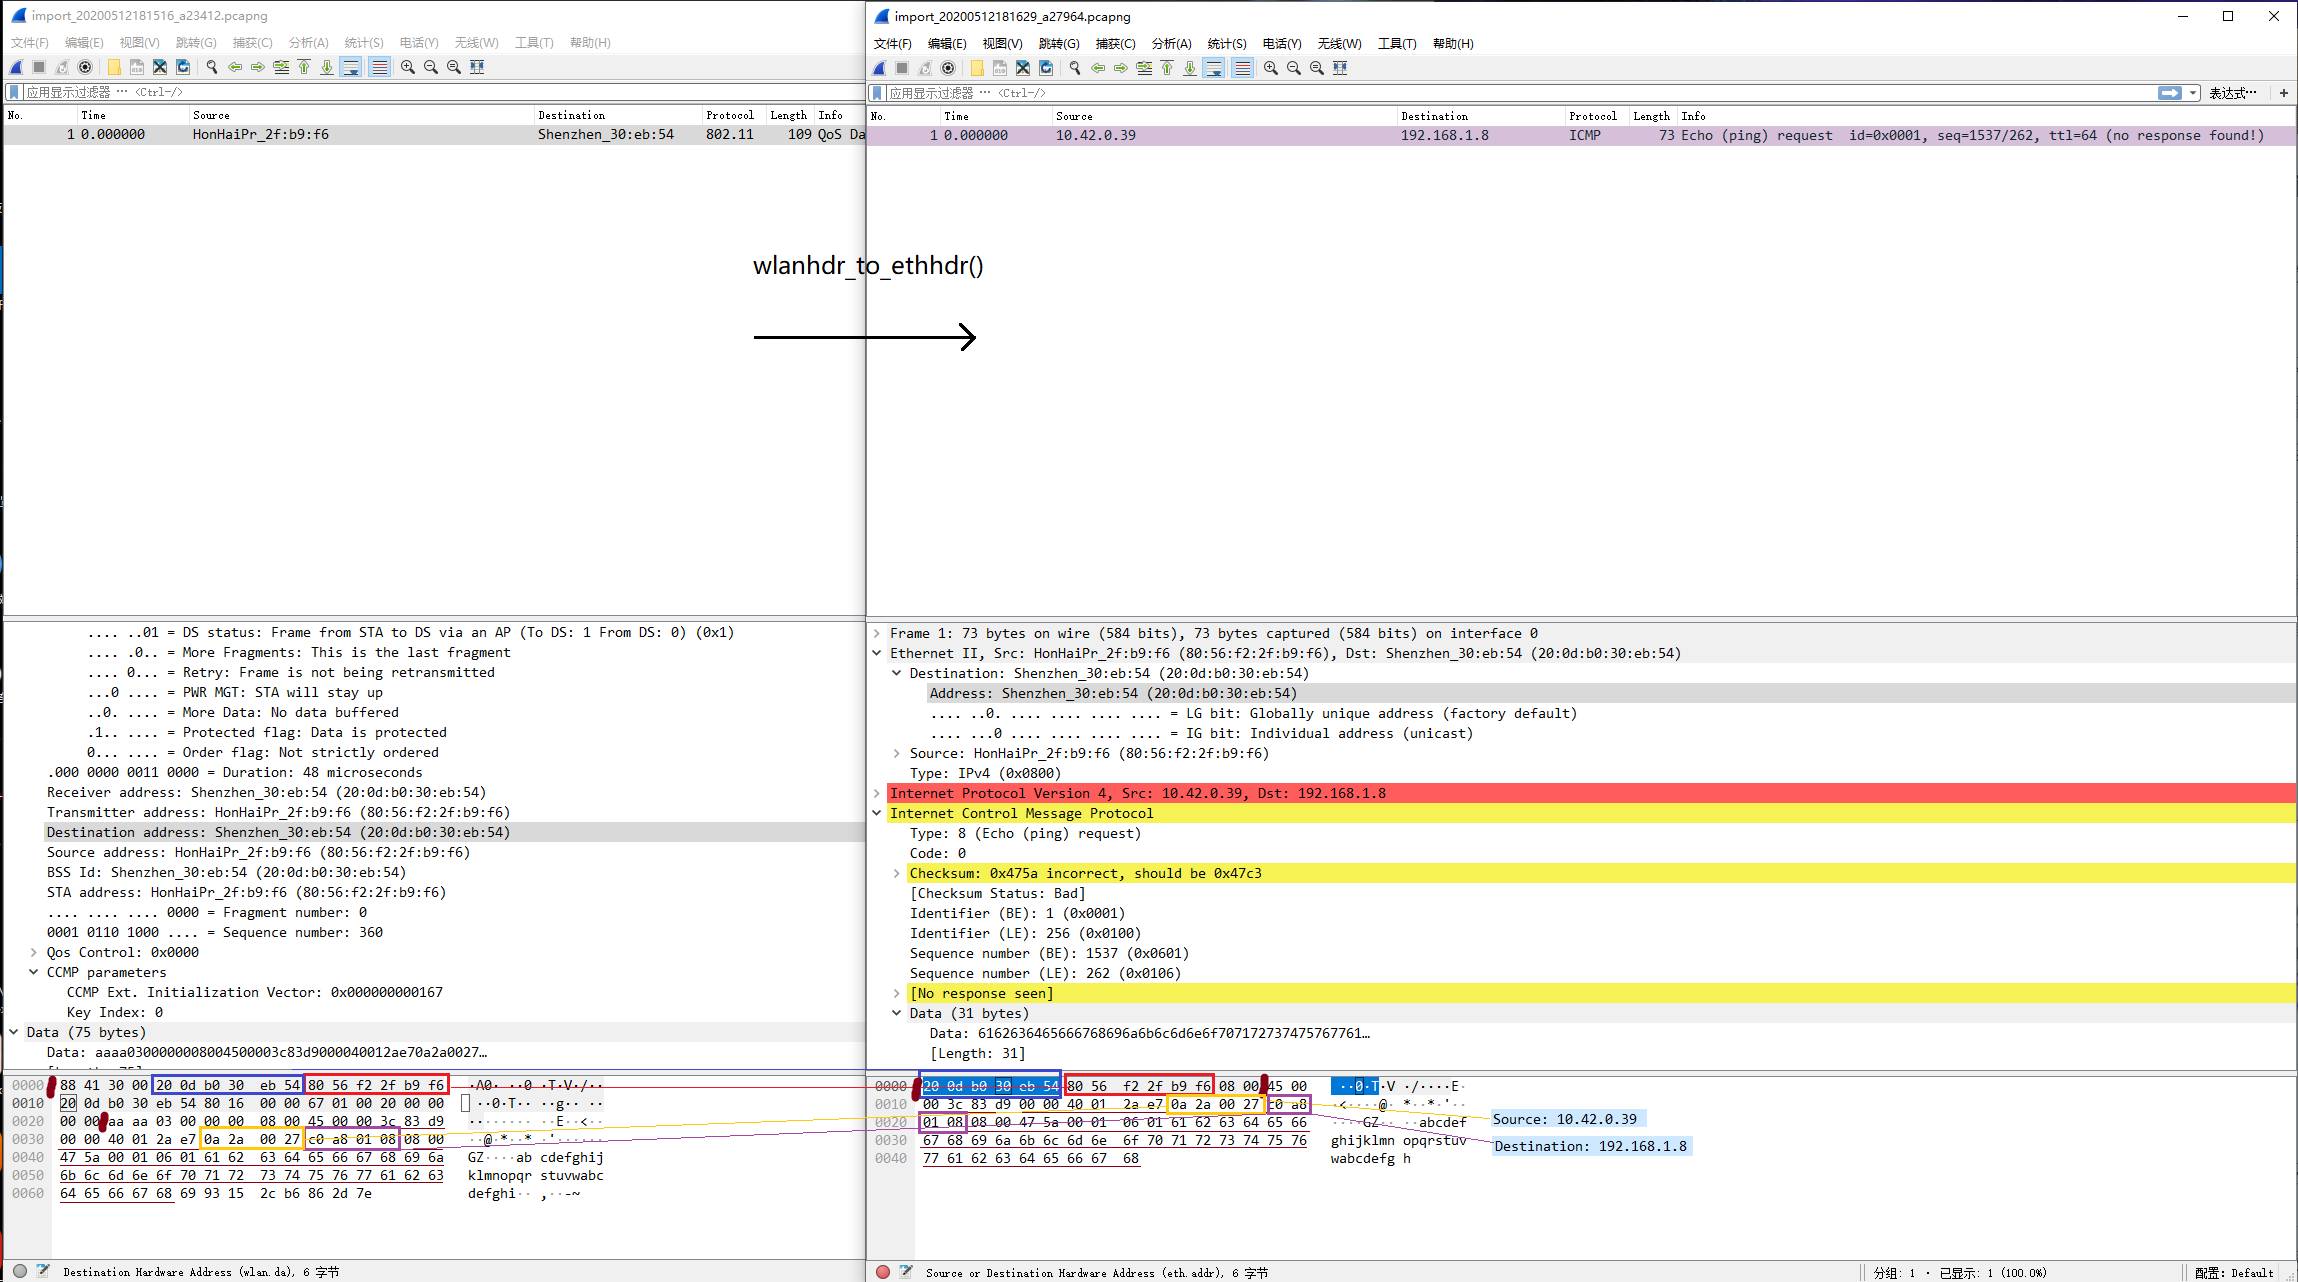 import_20200512181516_a23412.pcapng
文件(F) 编辑(E) 视图(V) 跳转(G) 捕获(C) 分析(A) 统计(S) 电话(Y) 无线(W) 工具(T) 帮助(H)
应用显示过滤器 … <Ctrl-/>
No. Time Source Destination Protocol Length Info
1 0.000000 HonHaiPr_2f:b9:f6 Shenzhen_30:eb:54 802.11 109 QoS Da
.... ..01 = DS status: Frame from STA to DS via an AP (To DS: 1 From DS: 0) (0x1)
.... .0.. = More Fragments: This is the last fragment
.... 0... = Retry: Frame is not being retransmitted
...0 .... = PWR MGT: STA will stay up
..0. .... = More Data: No data buffered
.1.. .... = Protected flag: Data is protected
0... .... = Order flag: Not strictly ordered
.000 0000 0011 0000 = Duration: 48 microseconds
Receiver address: Shenzhen_30:eb:54 (20:0d:b0:30:eb:54)
Transmitter address: HonHaiPr_2f:b9:f6 (80:56:f2:2f:b9:f6)
Destination address: Shenzhen_30:eb:54 (20:0d:b0:30:eb:54)
Source address: HonHaiPr_2f:b9:f6 (80:56:f2:2f:b9:f6)
BSS Id: Shenzhen_30:eb:54 (20:0d:b0:30:eb:54)
STA address: HonHaiPr_2f:b9:f6 (80:56:f2:2f:b9:f6)
.... .... .... 0000 = Fragment number: 0
0001 0110 1000 .... = Sequence number: 360
Qos Control: 0x0000
CCMP parameters
CCMP Ext. Initialization Vector: 0x000000000167
Key Index: 0
Data (75 bytes)
Data: aaaa0300000008004500003c83d9000040012ae70a2a0027…
0000 88 41 30 00 20 0d b0 30 eb 54 80 56 f2 2f b9 f6 ·A0· ··0 ·T·V·/··
0010 20 0d b0 30 eb 54 80 16 00 00 67 01 00 20 00 00 ··0·T·· ··g·· ··
0020 00 00 aa aa 03 00 00 00 08 00 45 00 00 3c 83 d9 ········ ··E··<··
0030 00 00 40 01 2a e7 0a 2a 00 27 c0 a8 01 08 08 00 ··@·*··* ·'······
0040 47 5a 00 01 06 01 61 62 63 64 65 66 67 68 69 6a GZ····ab cdefghij
0050 6b 6c 6d 6e 6f 70 71 72 73 74 75 76 77 61 62 63 klmnopqr stuvwabc
0060 64 65 66 67 68 69 93 15 2c b6 86 2d 7e defghi·· ,··-~
Destination Hardware Address (wlan.da), 6 字节
wlanhdr_to_ethhdr()
import_20200512181629_a27964.pcapng
文件(F) 编辑(E) 视图(V) 跳转(G) 捕获(C) 分析(A) 统计(S) 电话(Y) 无线(W) 工具(T) 帮助(H)
应用显示过滤器 … <Ctrl-/> 表达式… +
No. Time Source Destination Protocol Length Info
1 0.000000 10.42.0.39 192.168.1.8 ICMP 73 Echo (ping) request id=0x0001, seq=1537/262, ttl=64 (no response found!)
Frame 1: 73 bytes on wire (584 bits), 73 bytes captured (584 bits) on interface 0
Ethernet II, Src: HonHaiPr_2f:b9:f6 (80:56:f2:2f:b9:f6), Dst: Shenzhen_30:eb:54 (20:0d:b0:30:eb:54)
Destination: Shenzhen_30:eb:54 (20:0d:b0:30:eb:54)
Address: Shenzhen_30:eb:54 (20:0d:b0:30:eb:54)
.... ..0. .... .... .... .... = LG bit: Globally unique address (factory default)
.... ...0 .... .... .... .... = IG bit: Individual address (unicast)
Source: HonHaiPr_2f:b9:f6 (80:56:f2:2f:b9:f6)
Type: IPv4 (0x0800)
Internet Protocol Version 4, Src: 10.42.0.39, Dst: 192.168.1.8
Internet Control Message Protocol
Type: 8 (Echo (ping) request)
Code: 0
Checksum: 0x475a incorrect, should be 0x47c3
[Checksum Status: Bad]
Identifier (BE): 1 (0x0001)
Identifier (LE): 256 (0x0100)
Sequence number (BE): 1537 (0x0601)
Sequence number (LE): 262 (0x0106)
[No response seen]
Data (31 bytes)
Data: 6162636465666768696a6b6c6d6e6f707172737475767761…
[Length: 31]
0000 20 0d b0 30 eb 54 80 56 f2 2f b9 f6 08 00 45 00 ··0·T·V ·/····E·
0010 00 3c 83 d9 00 00 40 01 2a e7 0a 2a 00 27 c0 a8 ·<····@· *··*·'··
0020 01 08 08 00 47 5a 00 01 06 01 61 62 63 64 65 66 ····GZ·· ··abcdef
0030 67 68 69 6a 6b 6c 6d 6e 6f 70 71 72 73 74 75 76 ghijklmn opqrstuv
0040 77 61 62 63 64 65 66 67 68 wabcdefg h
Source: 10.42.0.39
Destination: 192.168.1.8
Source or Destination Hardware Address (eth.addr), 6 字节
分组: 1 · 已显示: 1 (100.0%)
配置: Default